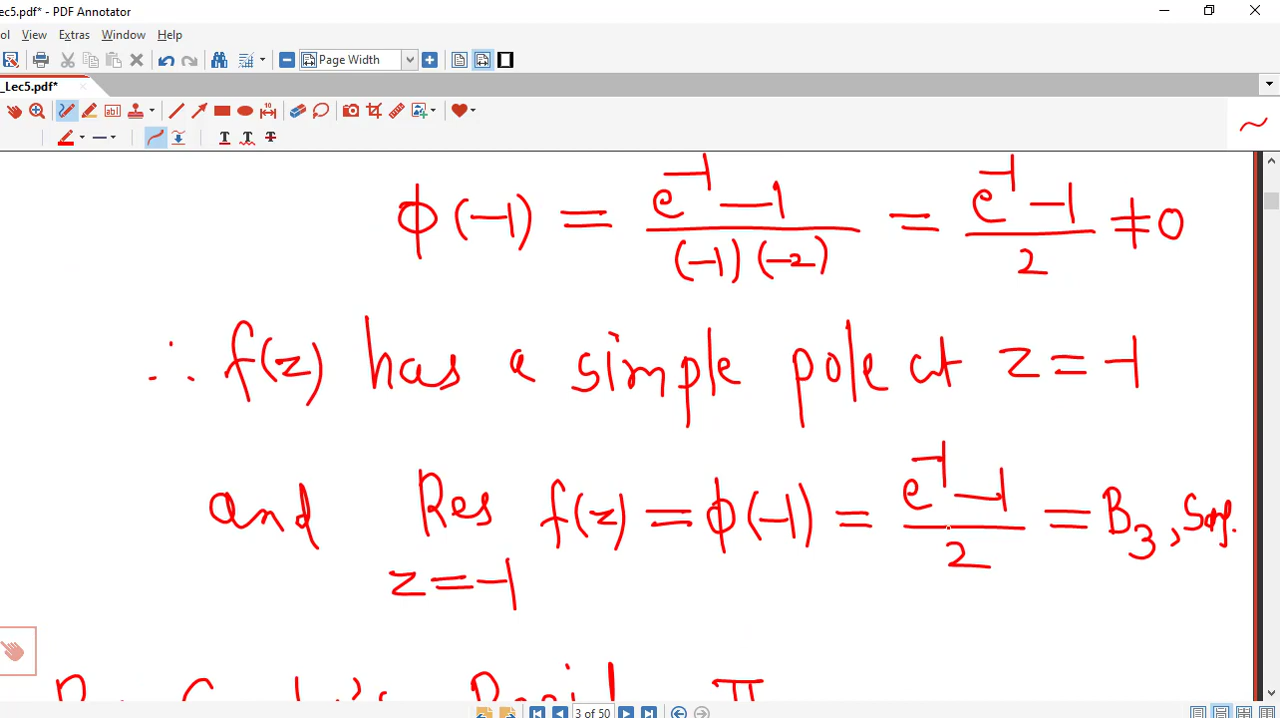 ec5.pdf* - PDF Annotator
ol View Extras Window Help
Page Width
_Lec5.pdf*
ϕ(-1) = (e^-1 - 1)/((-1)(-2)) = (e^-1 - 1)/2 ≠ 0
∴ f(z) has a simple pole at z = -1
and Res f(z) = ϕ(-1) = (e^-1 - 1)/2 = B_3, say.
z = -1
3 of 50